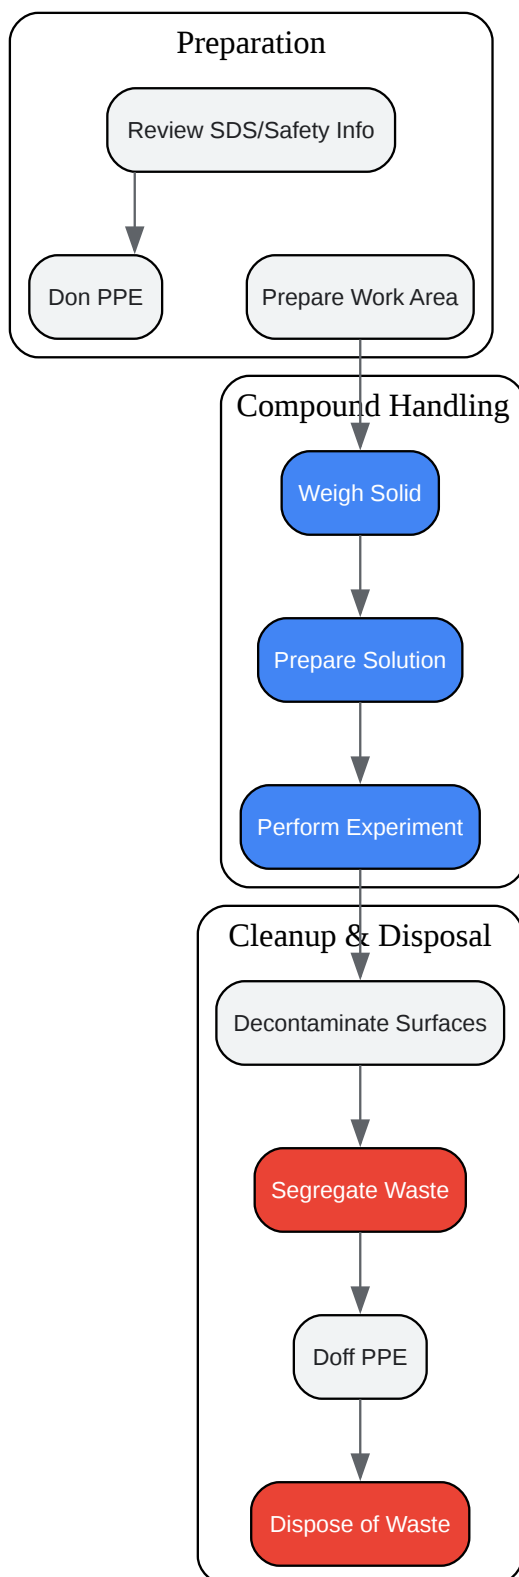 Preparation
Review SDS/Safety Info
Don PPE
Prepare Work Area
Compound Handling
Weigh Solid
Prepare Solution
Perform Experiment
Cleanup & Disposal
Decontaminate Surfaces
Segregate Waste
Doff PPE
Dispose of Waste